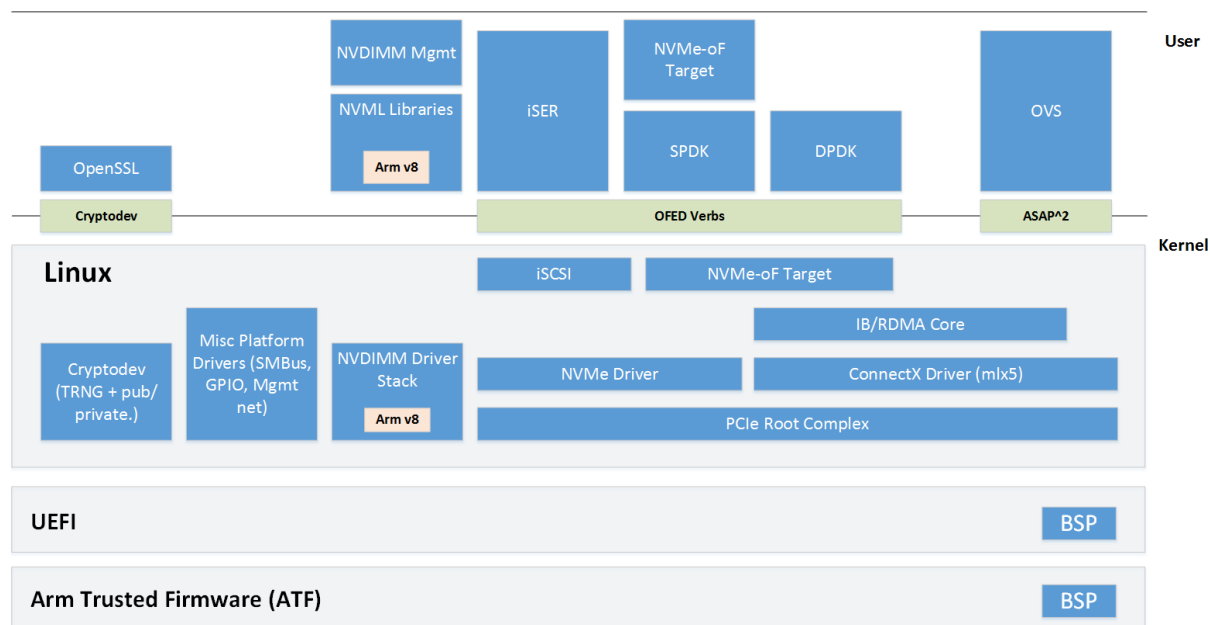 User
NVDIMM Mgmt
NVML Libraries
Arm v8
iSER
NVMe-oF
Target
SPDK
DPDK
OVS
OpenSSL
Cryptodev
OFED Verbs
ASAP^2
Kernel
Linux
iSCSI
NVMe-oF Target
IB/RDMA Core
Cryptodev
(TRNG + pub/
private.)
Misc Platform
Drivers (SMBus,
GPIO, Mgmt
net)
NVDIMM Driver
Stack
Arm v8
NVMe Driver
ConnectX Driver (mlx5)
PCIe Root Complex
UEFI
BSP
Arm Trusted Firmware (ATF)
BSP